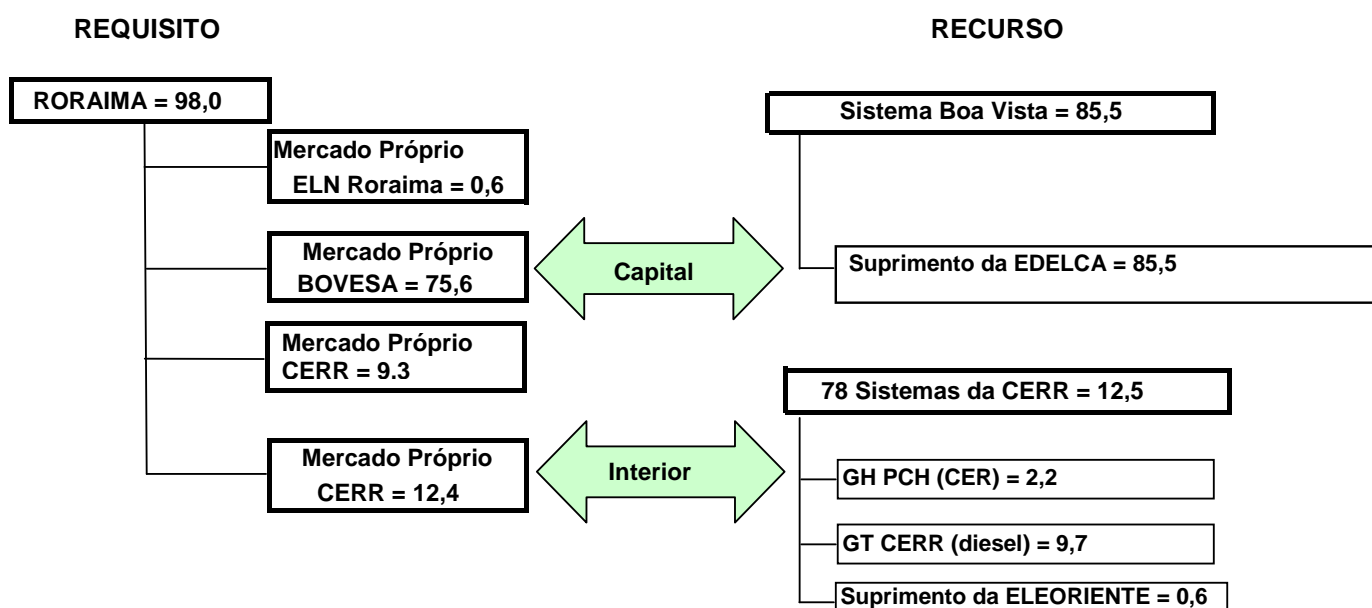 REQUISITO
RORAIMA = 98,0
Mercado Próprio
ELN Roraima = 0,6
Mercado Próprio
BOVESA = 75,6
Mercado Próprio
CERR = 9.3
Mercado Próprio
CERR = 12,4
Capital
Interior
RECURSO
Sistema Boa Vista = 85,5
Suprimento da EDELCA = 85,5
78 Sistemas da CERR = 12,5
GH PCH (CER) = 2,2
GT CERR (diesel) = 9,7
Suprimento da ELEORIENTE = 0,6